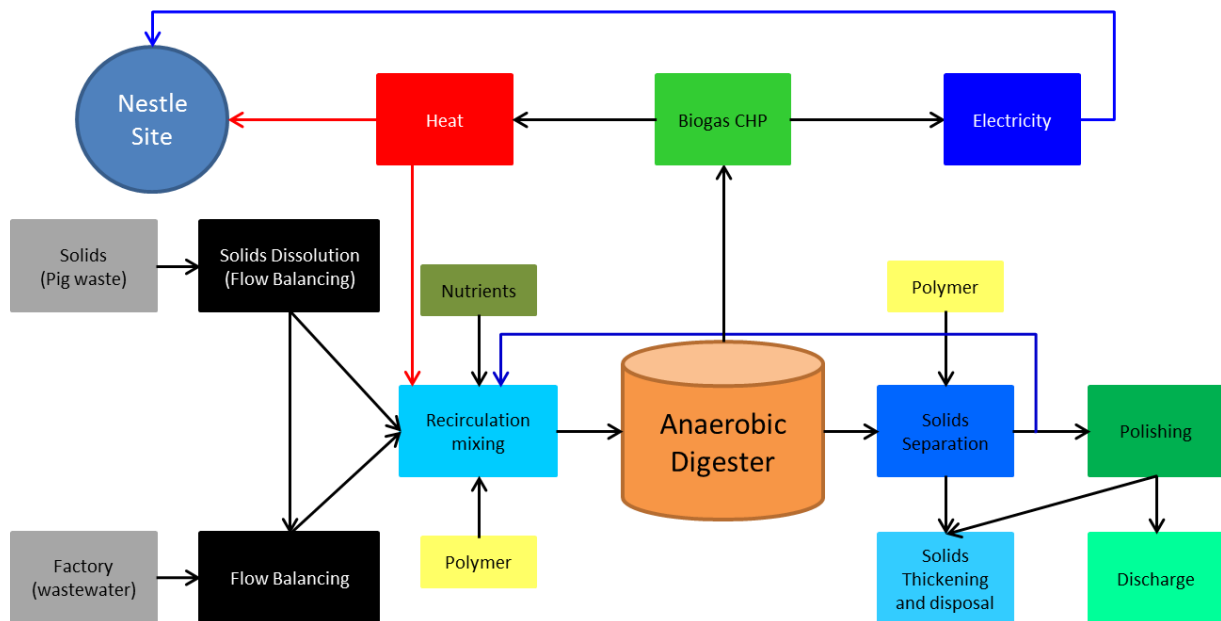 Nestle
Site
Heat
Biogas CHP
Electricity
Solids
(Pig waste)
Solids Dissolution
(Flow Balancing)
Nutrients
Polymer
Recirculation
mixing
Anaerobic
Digester
Solids
Separation
Polishing
Factory
(wastewater)
Flow Balancing
Polymer
Solids
Thickening
and disposal
Discharge